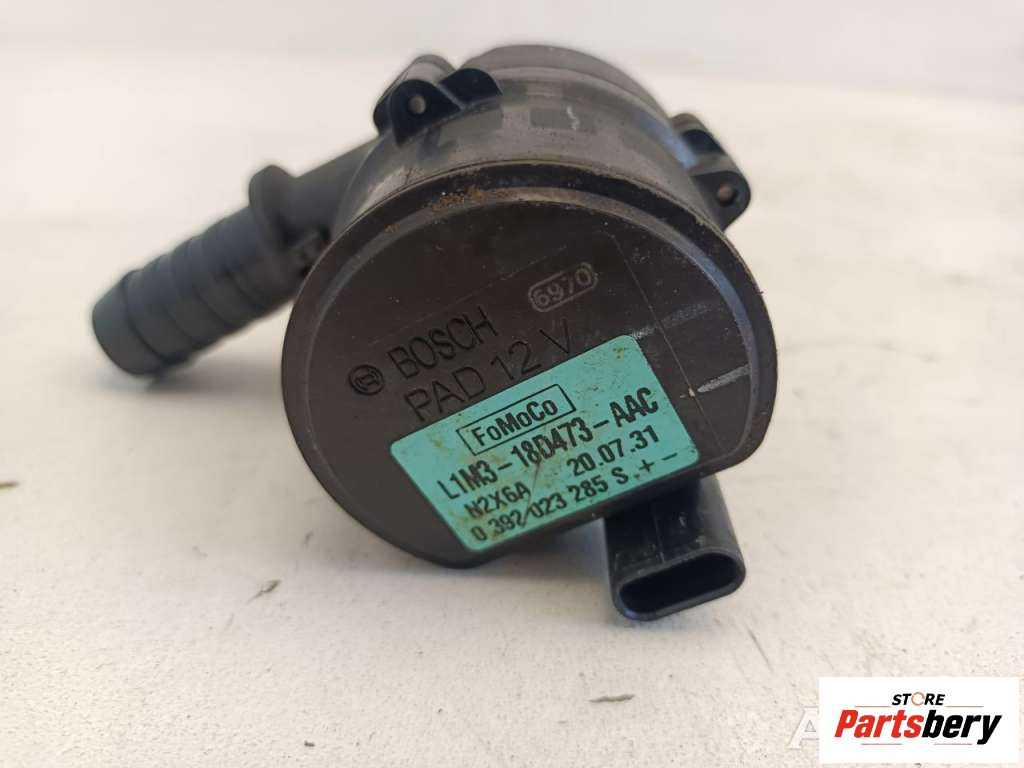 6970
BOSCH
PAD 12 V
FoMoCo
L1M3-18D473-AAC
N2X6A 20.07.31
0 392 023 285 S + -
STORE
Partsbery